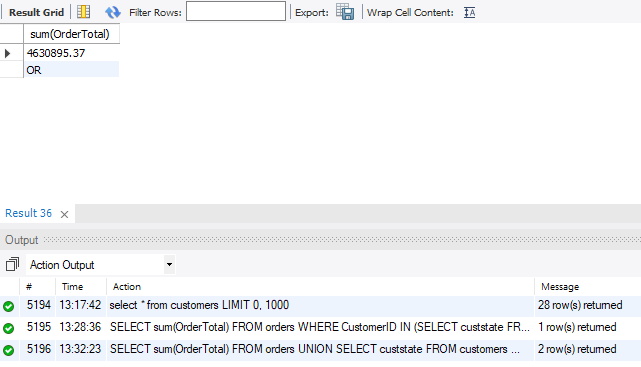 Result Grid Filter Rows: Export: Wrap Cell Content: IA
sum(OrderTotal)
4630895.37
OR
Result 36
Output
Action Output
# Time Action Message
5194 13:17:42 select * from customers LIMIT 0, 1000 28 row(s) returned
5195 13:28:36 SELECT sum(OrderTotal) FROM orders WHERE CustomerID IN (SELECT custstate FR... 1 row(s) returned
5196 13:32:23 SELECT sum(OrderTotal) FROM orders UNION SELECT custstate FROM customers ... 2 row(s) returned